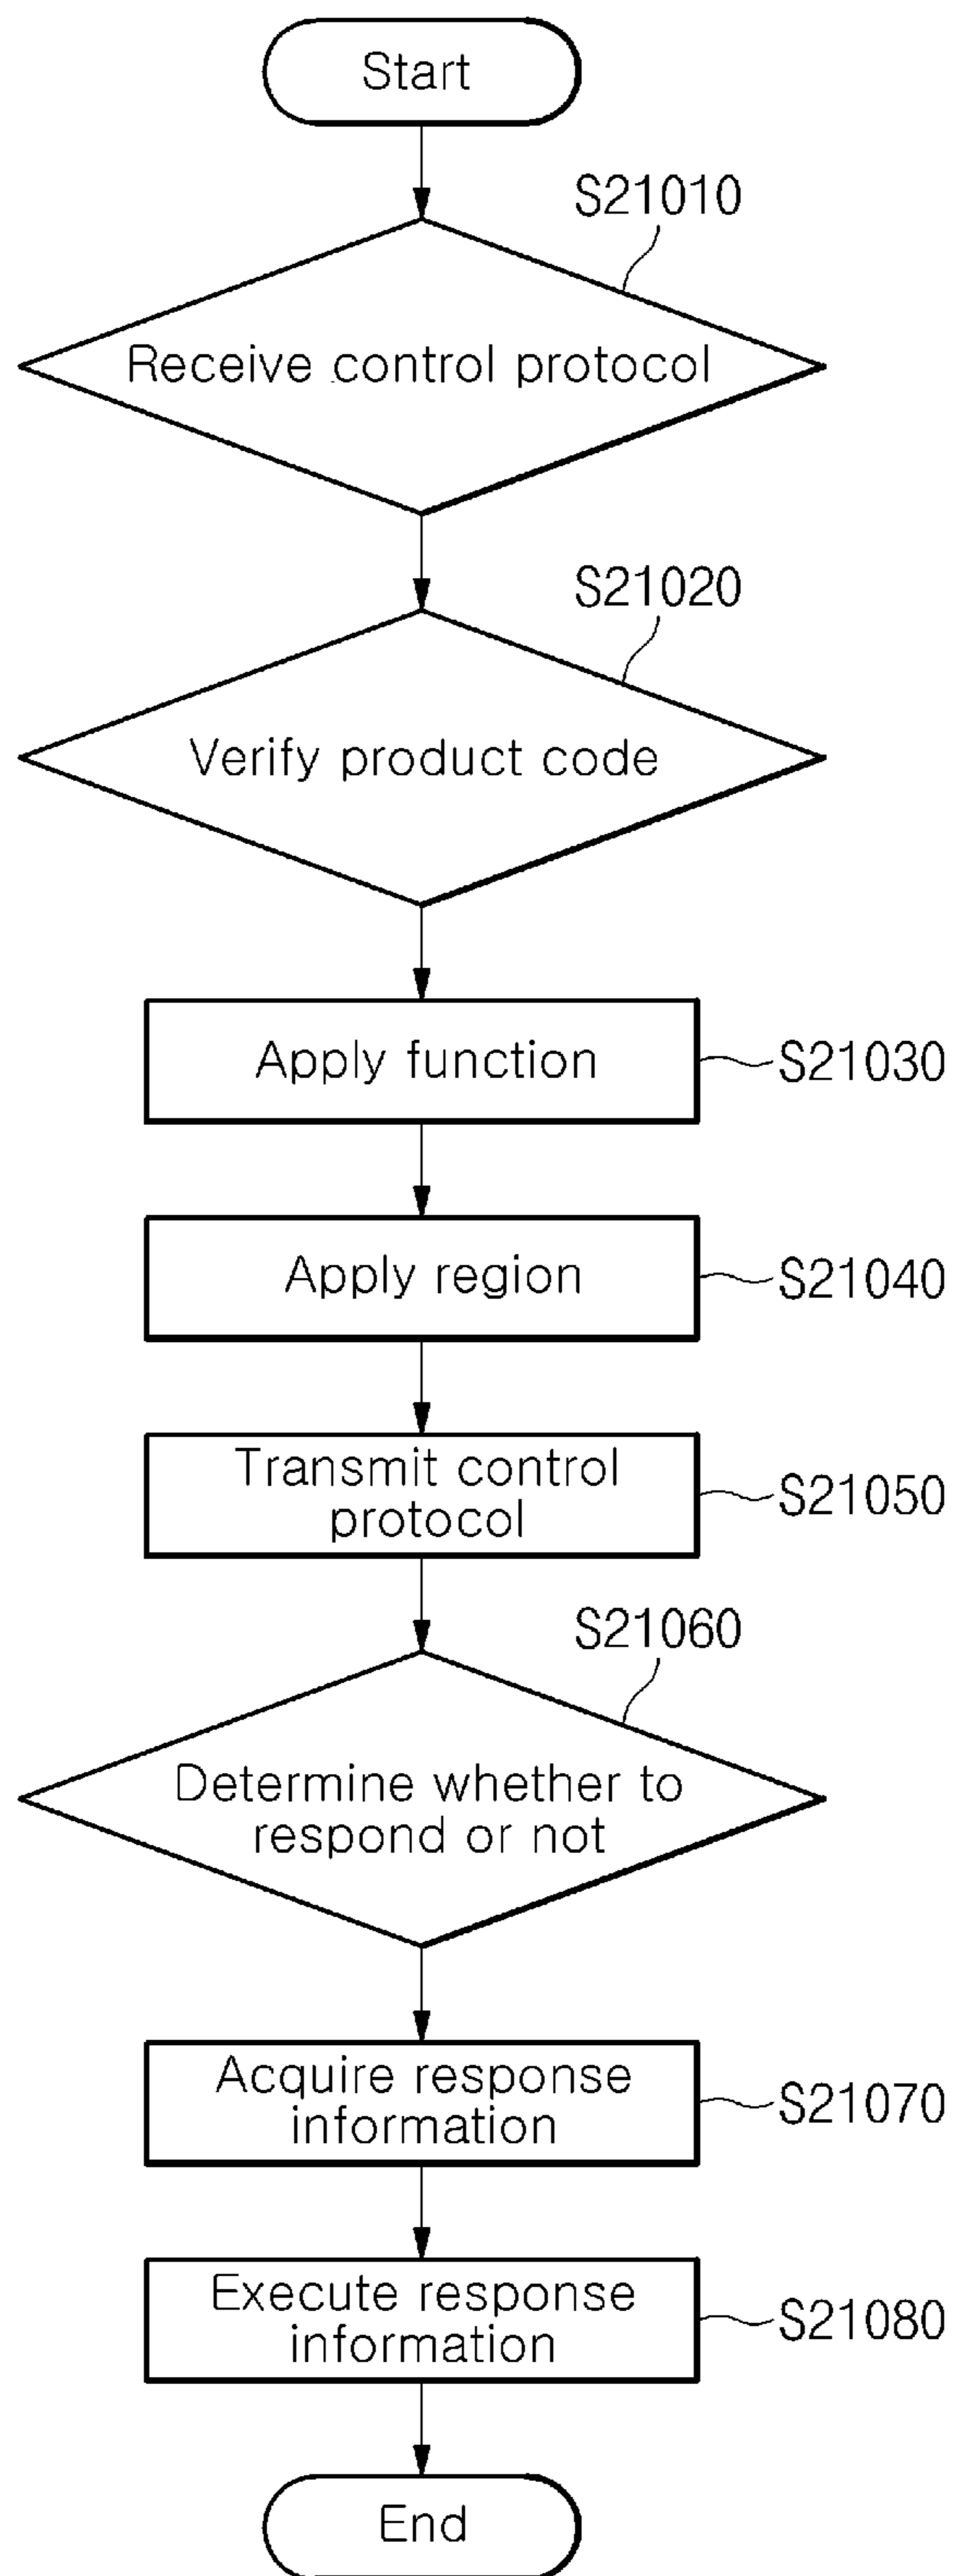 Start
S21010
Receive control protocol
S21020
Verify product code
Apply function
S21030
Apply region
S21040
Transmit control
protocol
S21050
S21060
Determine whether to
respond or not
Acquire response
information
S21070
Execute response
information
S21080
End